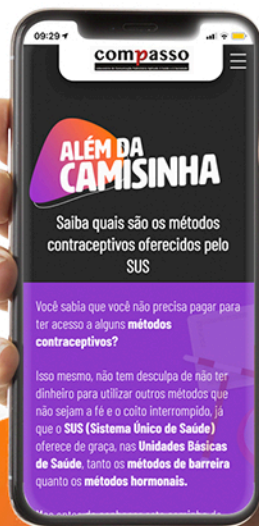 09:29
compasso
ALÉM DA
CAMISINHA
Saiba quais são os métodos
contraceptivos oferecidos pelo
SUS
Você sabia que você não precisa pagar para
ter acesso a alguns métodos
contraceptivos?
Isso mesmo, não tem desculpa de não ter
dinheiro para utilizar outros métodos que
não sejam a fé e o coito interrompido, já
que o SUS (Sistema Único de Saúde)
oferece de graça, nas Unidades Básicas
de Saúde, tanto os métodos de barreira
quanto os métodos hormonais.